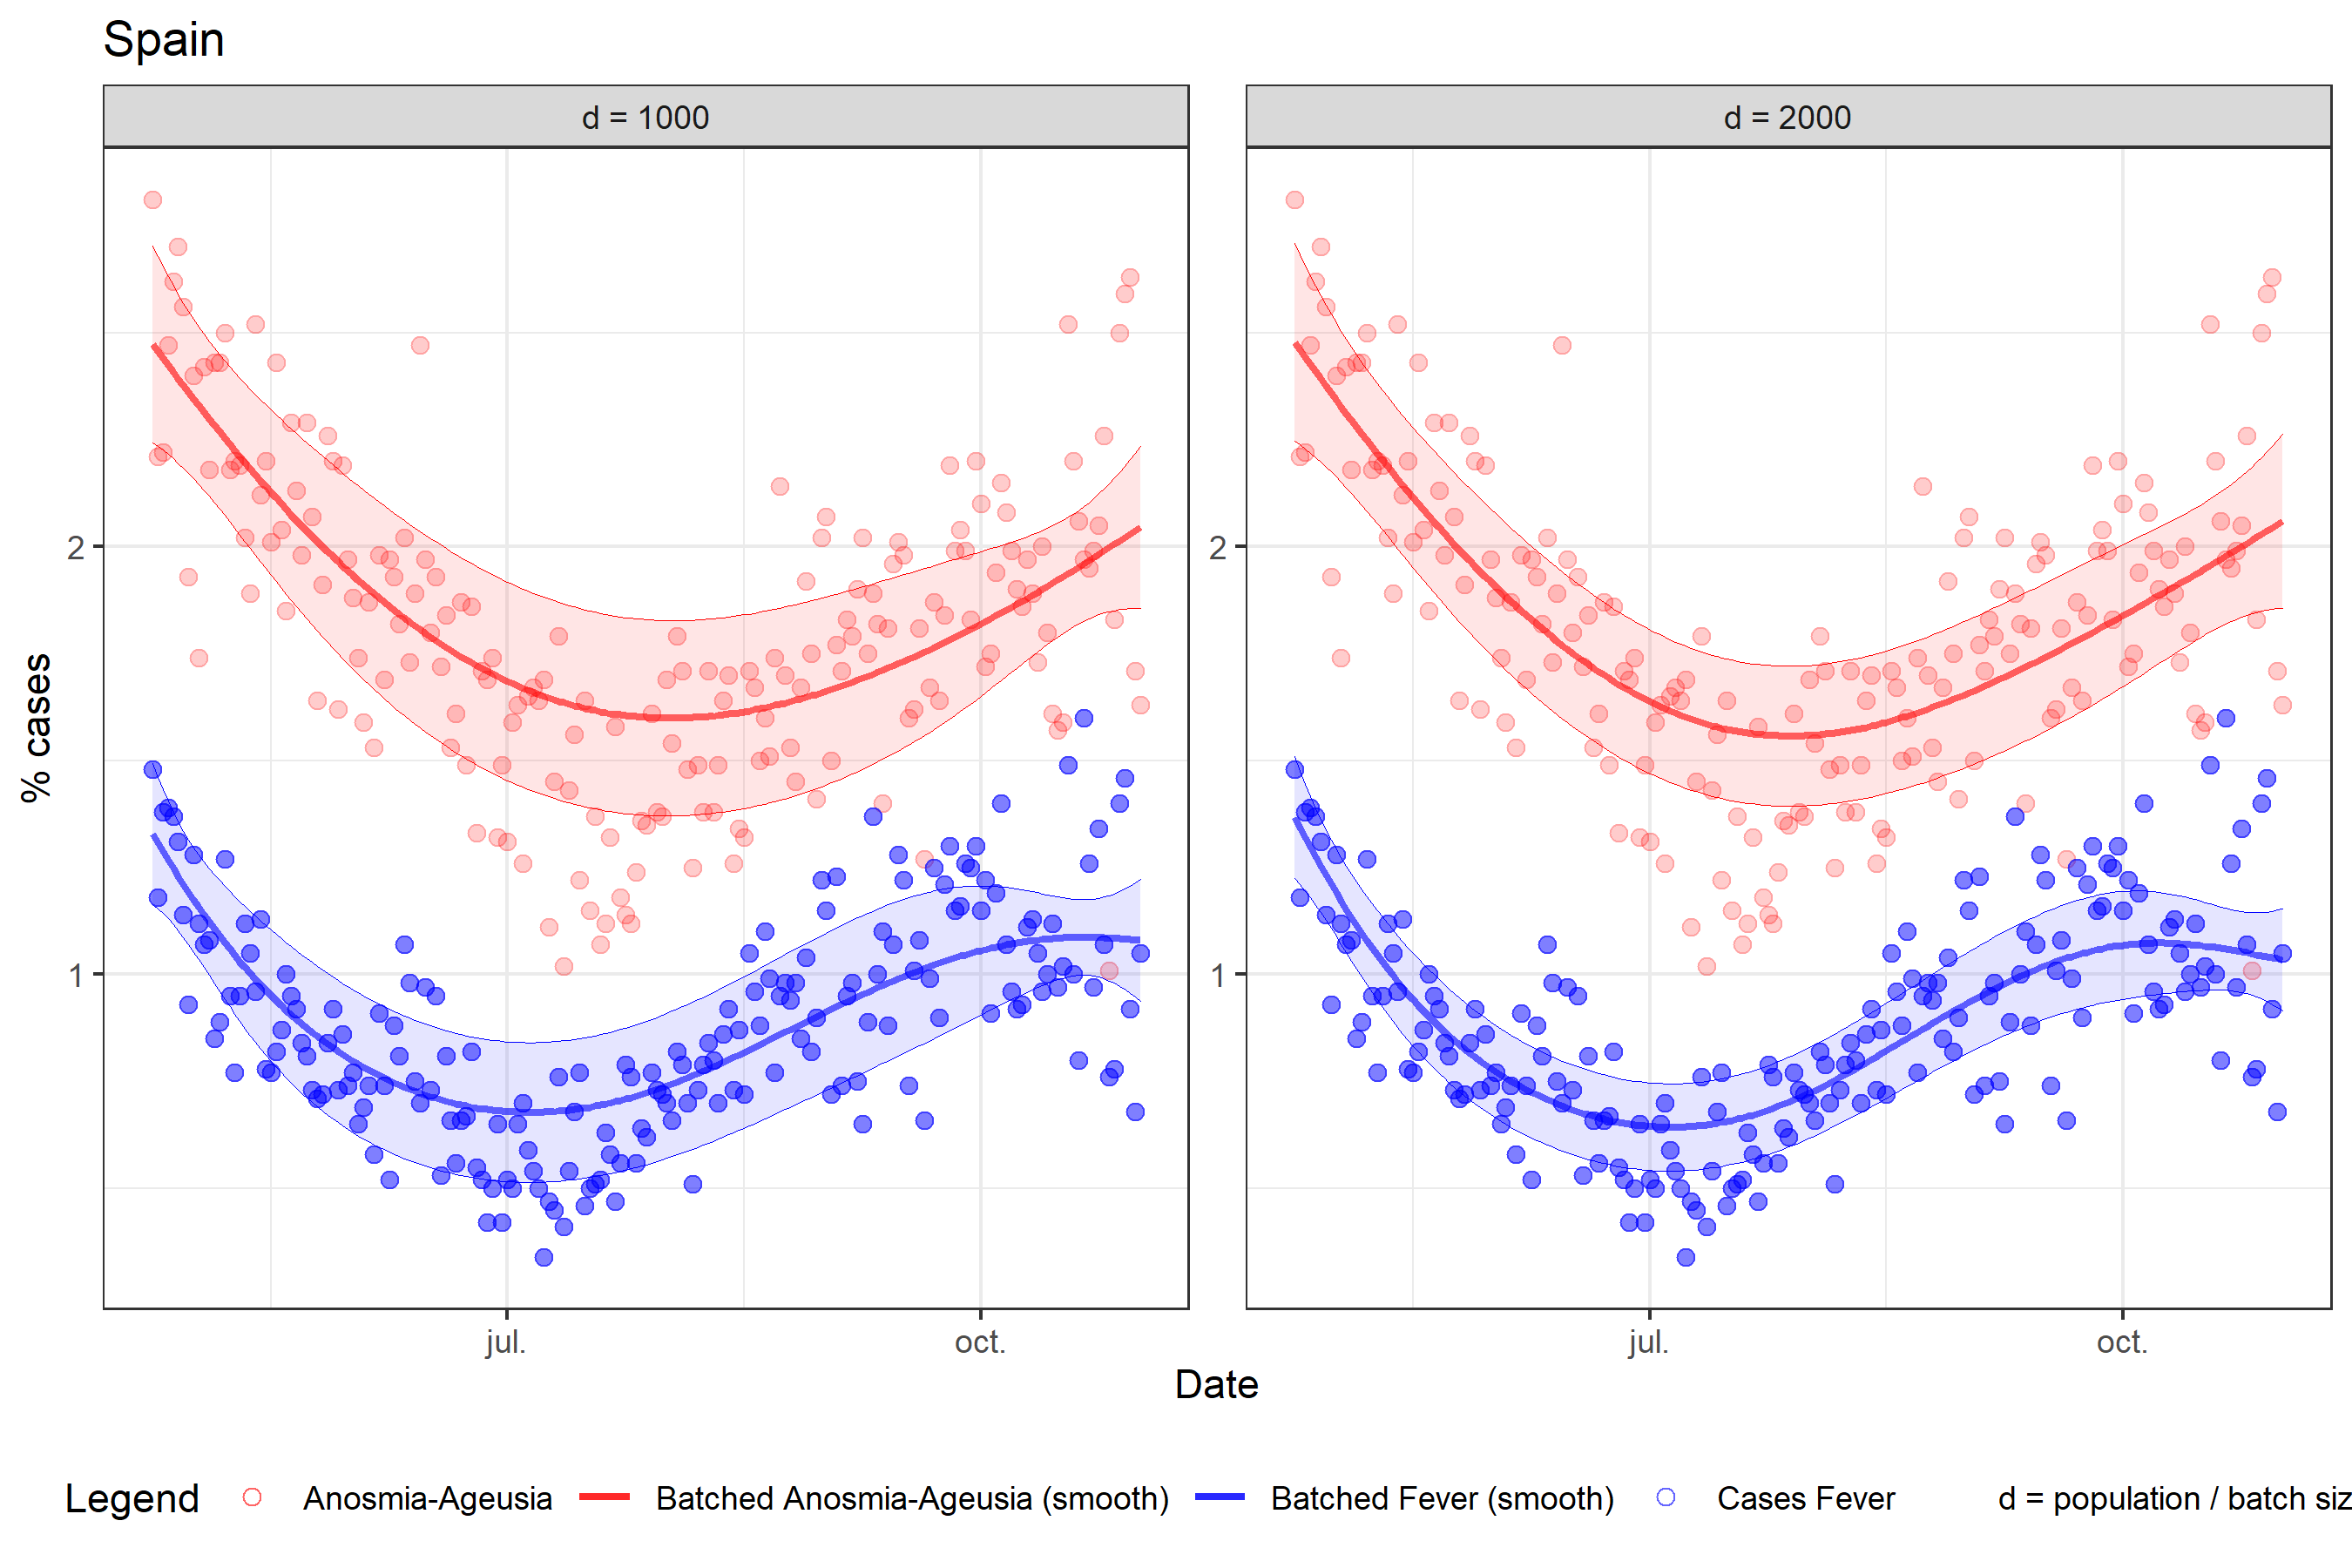 Spain
d = 1000
d = 2000
% cases
2
1
2
1
jul.
oct.
jul.
oct.
Date
Legend
Anosmia-Ageusia
Batched Anosmia-Ageusia (smooth)
Batched Fever (smooth)
Cases Fever
d = population / batch siz